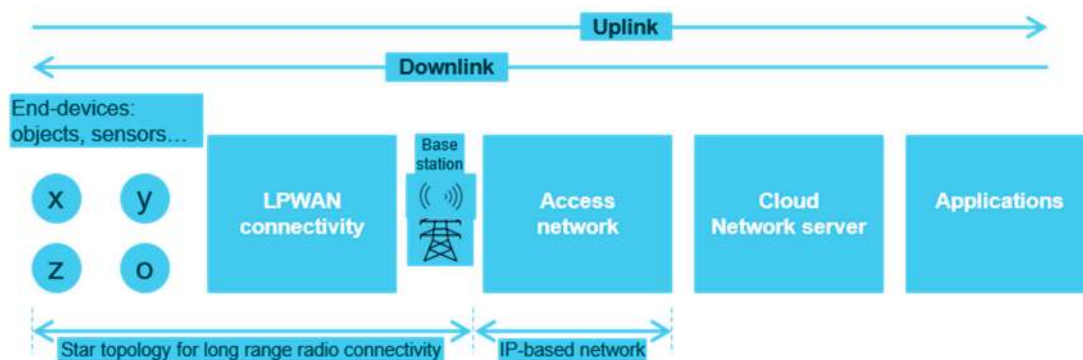 Uplink
Downlink
End-devices:
objects, sensors…
x
y
z
o
LPWAN
connectivity
Base
station
Access
network
Cloud
Network server
Applications
Star topology for long range radio connectivity
IP-based network